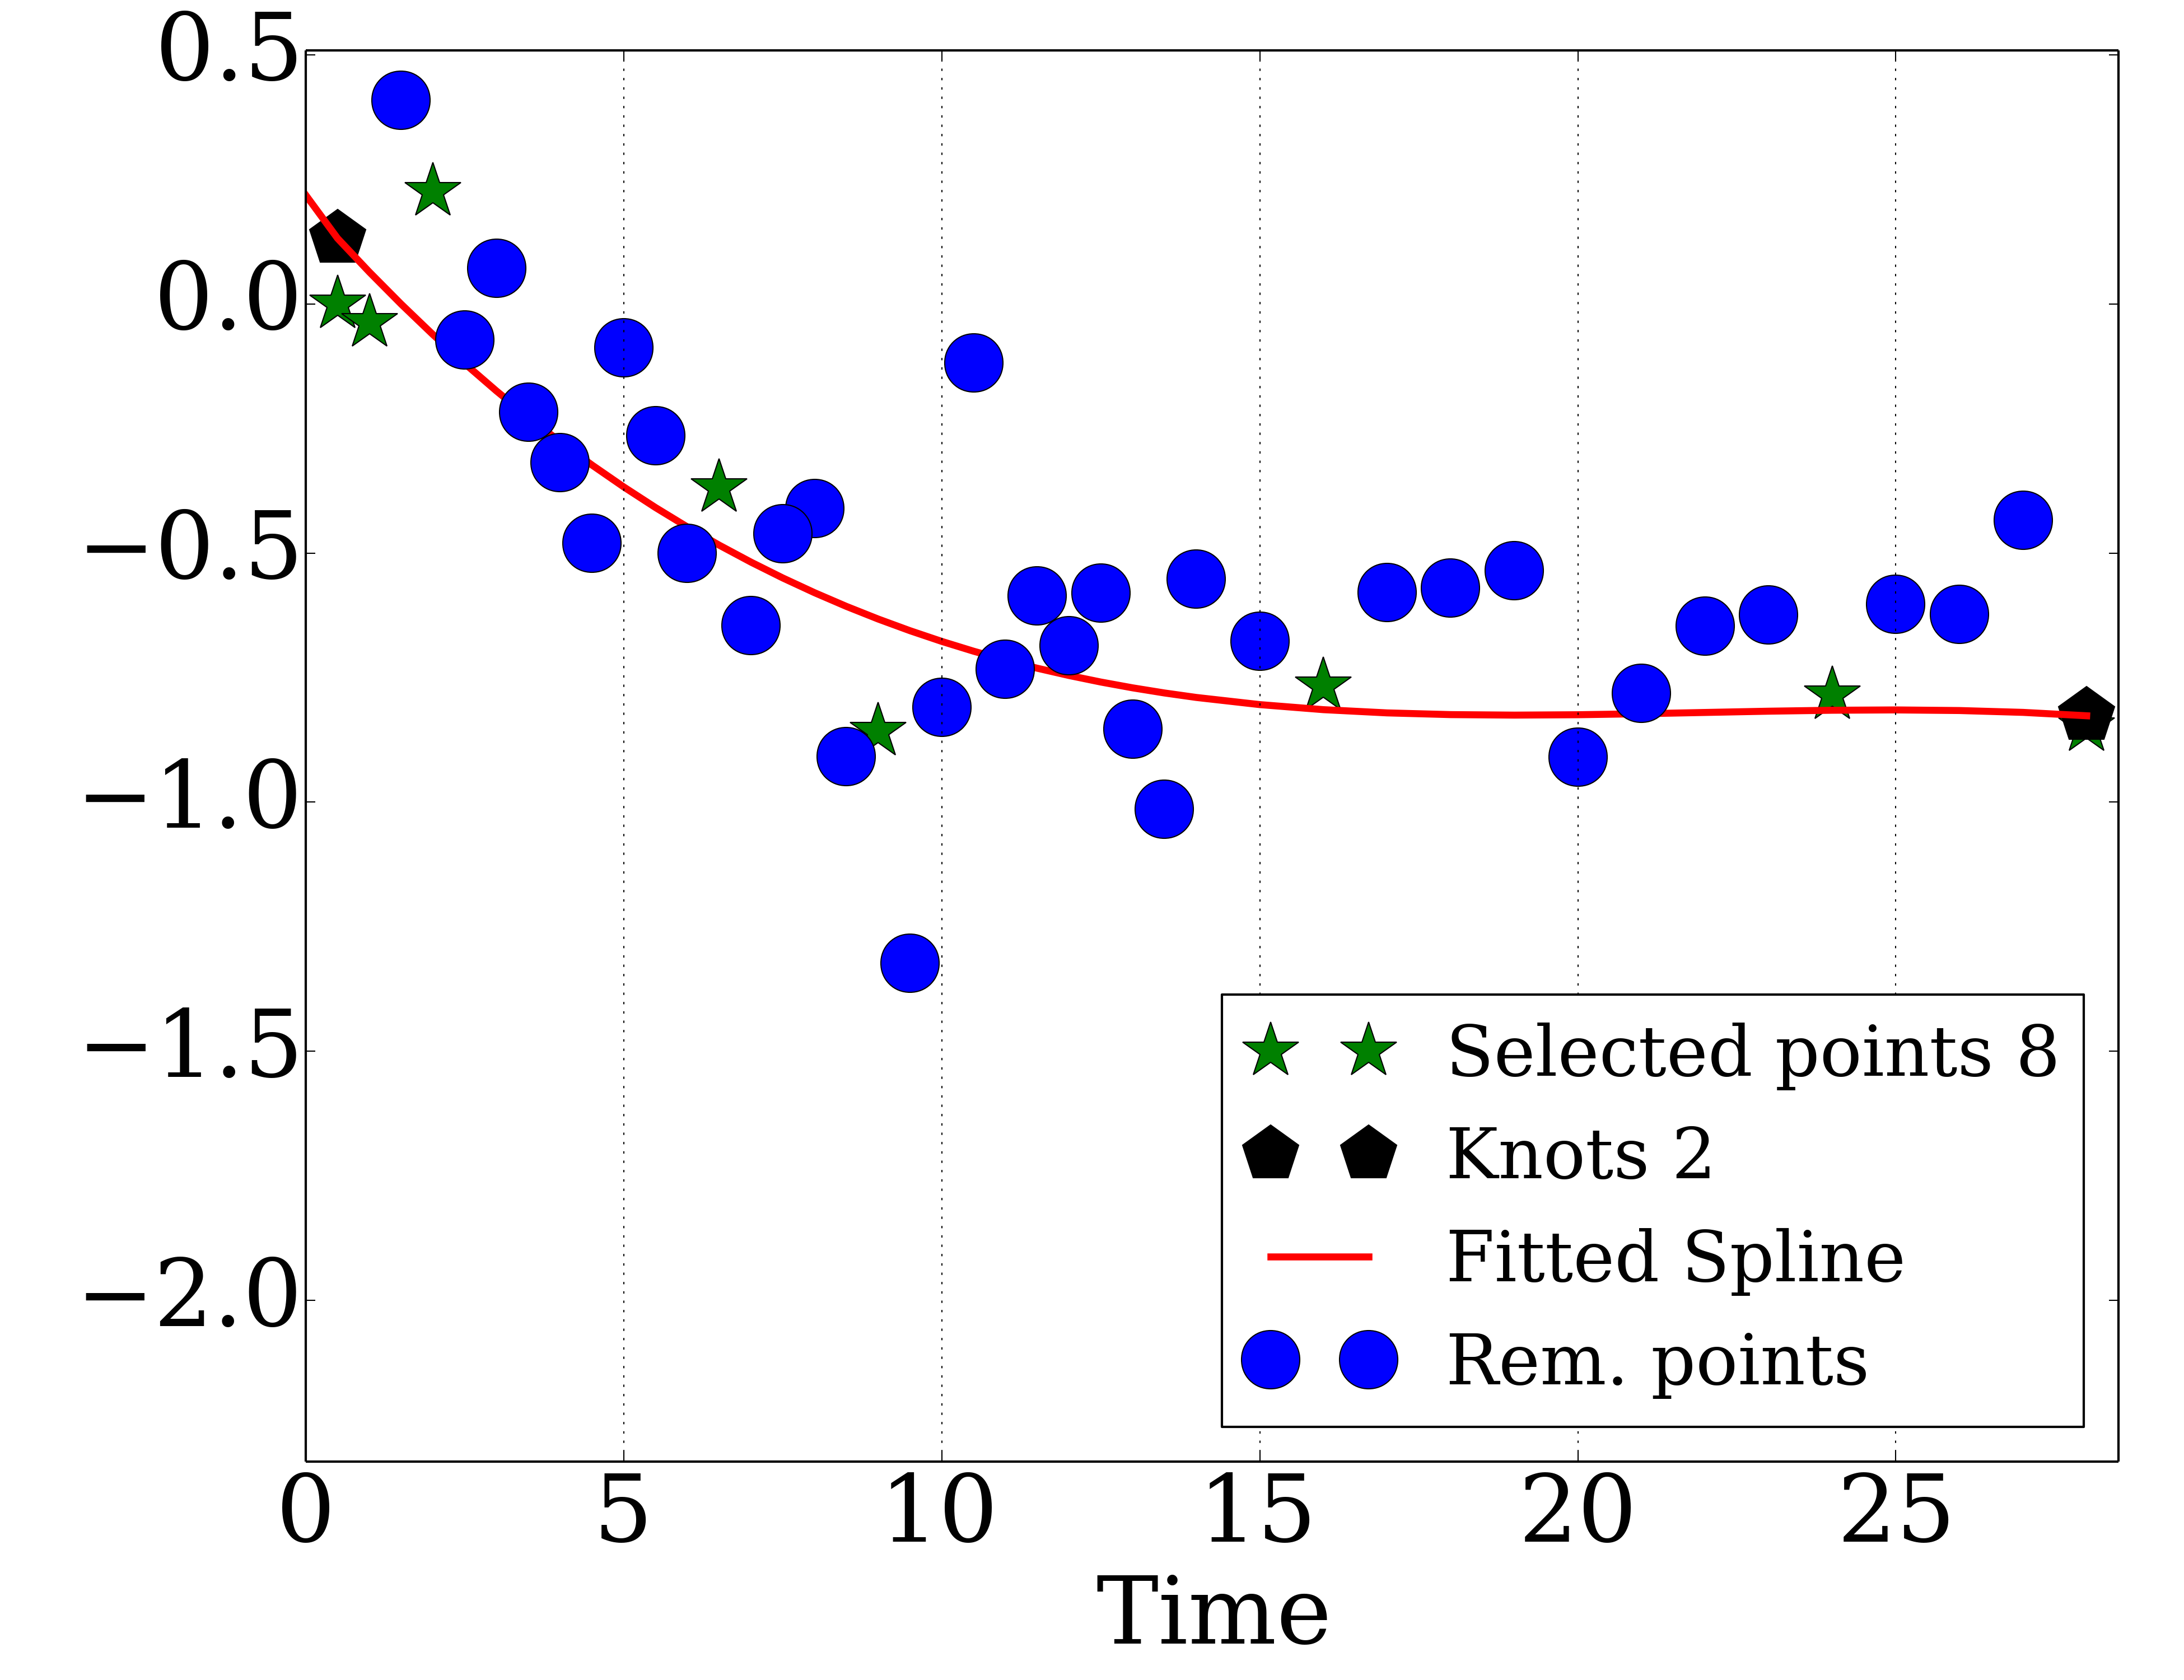 0.5
0.0
−0.5
−1.0
−1.5
−2.0
Selected points 8
Knots 2
Fitted Spline
Rem. points
0 5 10 15 20 25
Time